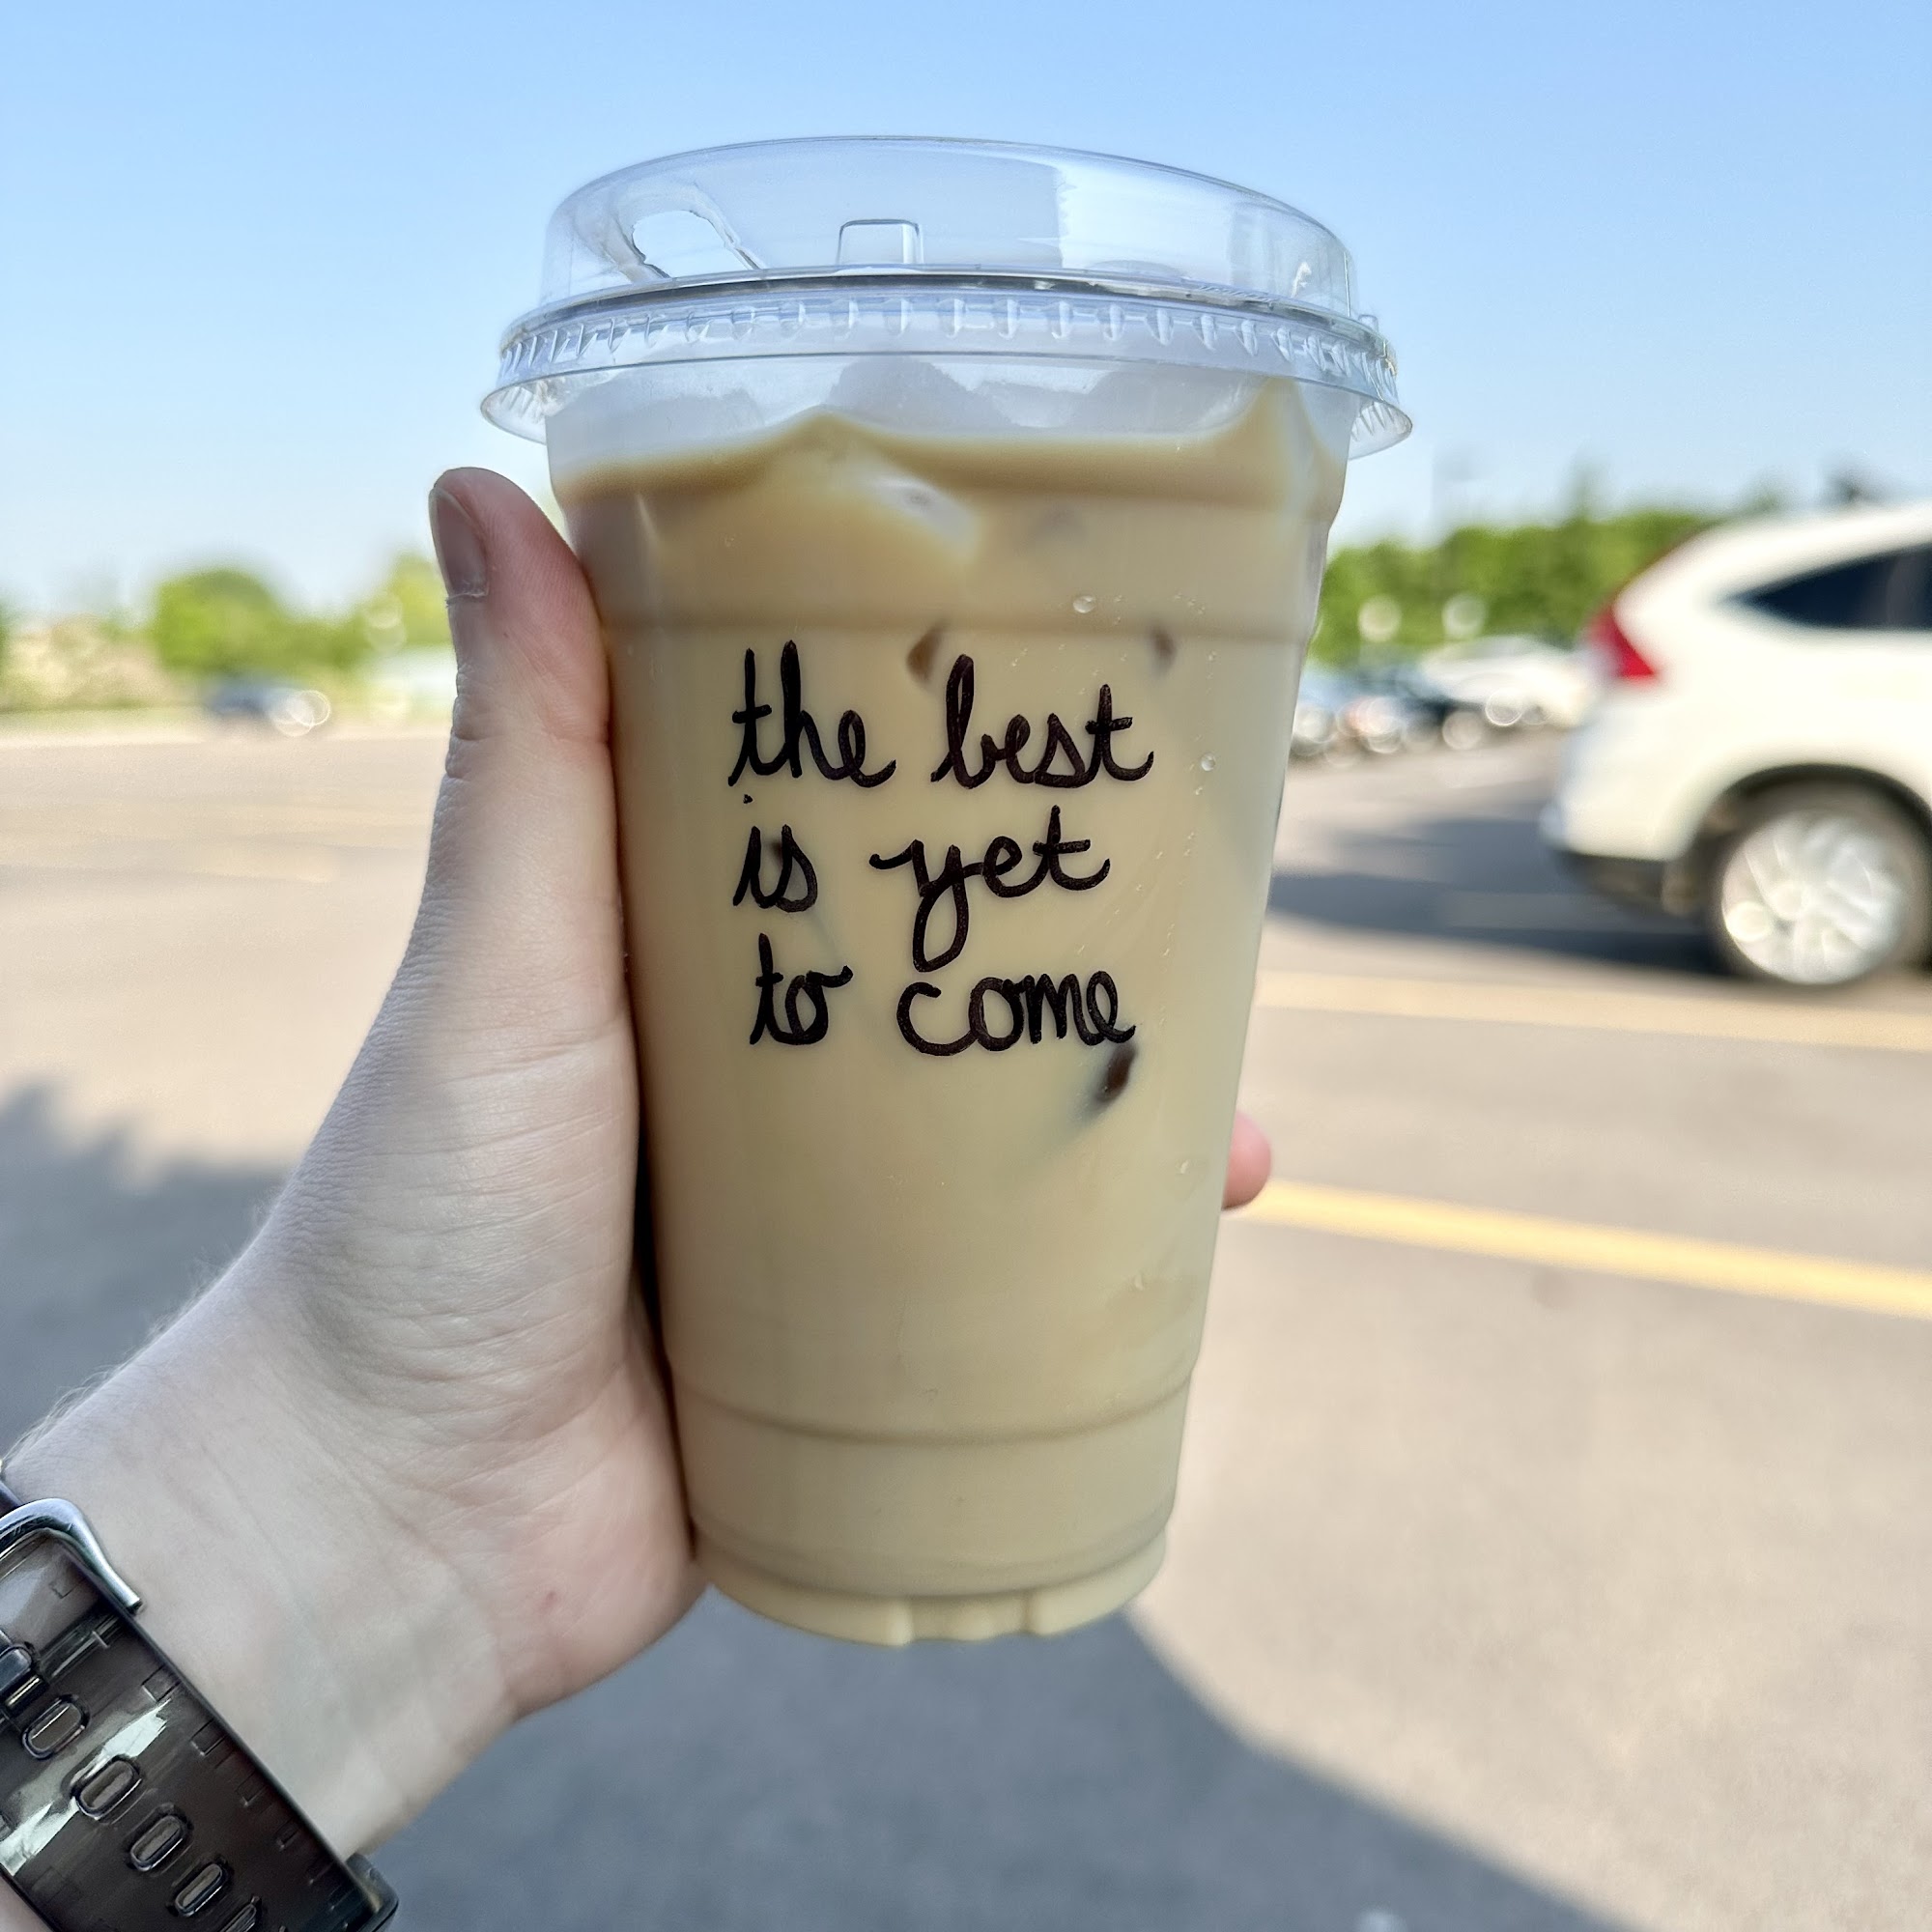 the best
is yet
to come